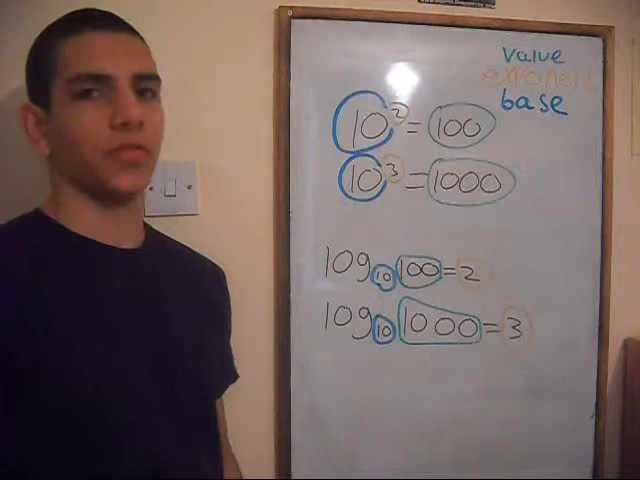 value
exponent
base
10² = 100
10³ = 1000
log₁₀ 100 = 2
log₁₀ 1000 = 3